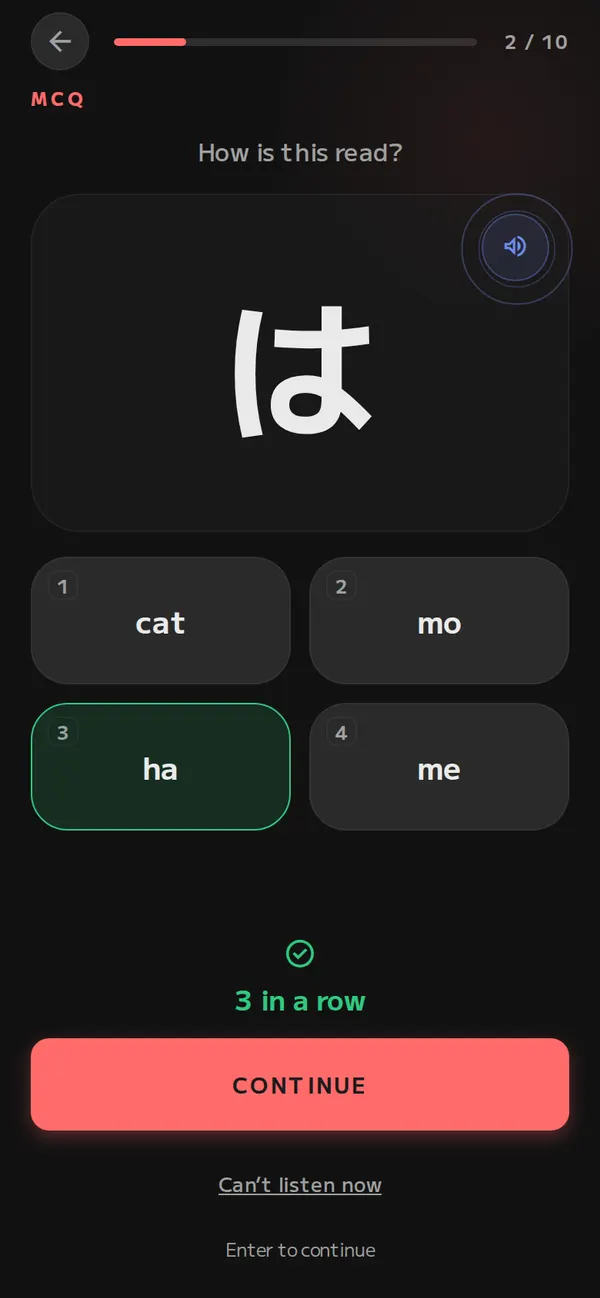 2 / 10
MCQ
How is this read?
は
1
cat
2
mo
3
ha
4
me
3 in a row
CONTINUE
Can't listen now
Enter to continue